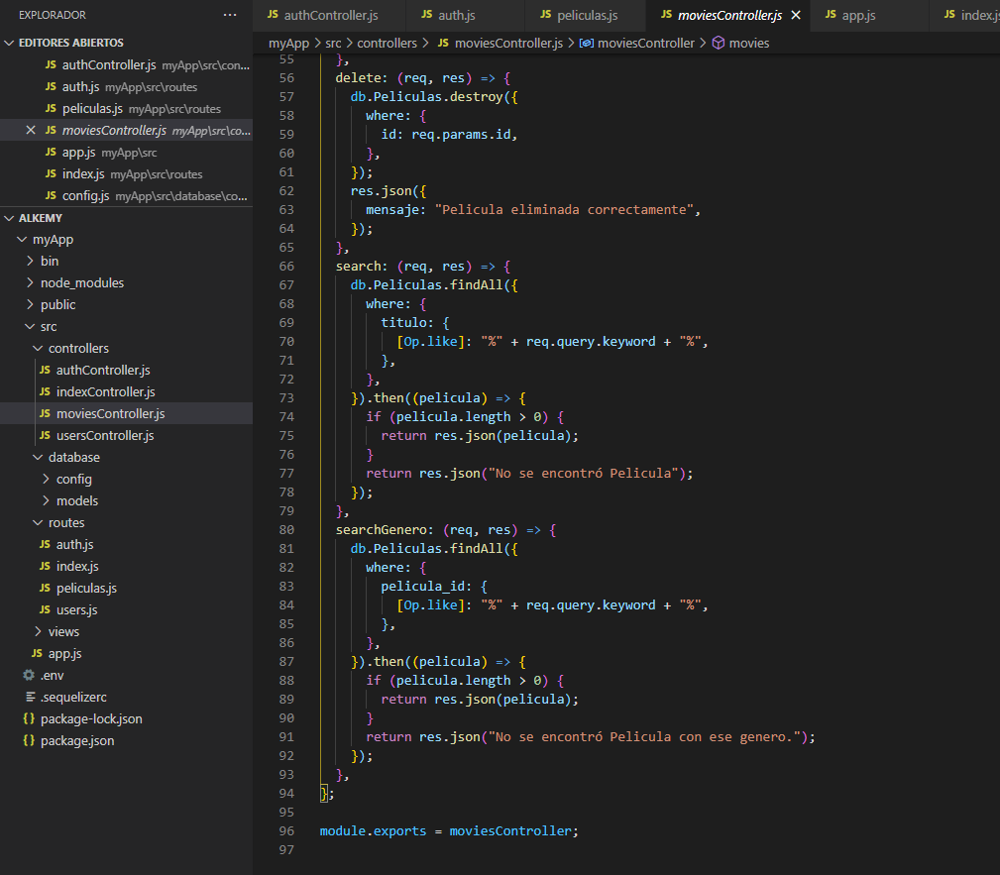 EXPLORADOR
EDITORES ABIERTOS
JS authController.js myApp\src\con...
JS auth.js myApp\src\routes
JS peliculas.js myApp\src\routes
JS moviesController.js myApp\src\co...
JS app.js myApp\src
JS index.js myApp\src\routes
JS config.js myApp\src\database\co...
ALKEMY
myApp
bin
node_modules
public
src
controllers
JS authController.js
JS indexController.js
JS moviesController.js
JS usersController.js
database
config
models
routes
JS auth.js
JS index.js
JS peliculas.js
JS users.js
views
JS app.js
.env
.sequelizerc
{} package-lock.json
{} package.json
JS authController.js JS auth.js JS peliculas.js JS moviesController.js JS app.js JS index.js
myApp > src > controllers > JS moviesController.js > moviesController > movies
55 },
56 delete: (req, res) => {
57 db.Peliculas.destroy({
58 where: {
59 id: req.params.id,
60 },
61 });
62 res.json({
63 mensaje: "Pelicula eliminada correctamente",
64 });
65 },
66 search: (req, res) => {
67 db.Peliculas.findAll({
68 where: {
69 titulo: {
70 [Op.like]: "%" + req.query.keyword + "%",
71 },
72 },
73 }).then((pelicula) => {
74 if (pelicula.length > 0) {
75 return res.json(pelicula);
76 }
77 return res.json("No se encontró Pelicula");
78 });
79 },
80 searchGenero: (req, res) => {
81 db.Peliculas.findAll({
82 where: {
83 pelicula_id: {
84 [Op.like]: "%" + req.query.keyword + "%",
85 },
86 },
87 }).then((pelicula) => {
88 if (pelicula.length > 0) {
89 return res.json(pelicula);
90 }
91 return res.json("No se encontró Pelicula con ese genero.");
92 });
93 },
94 };
95
96 module.exports = moviesController;
97